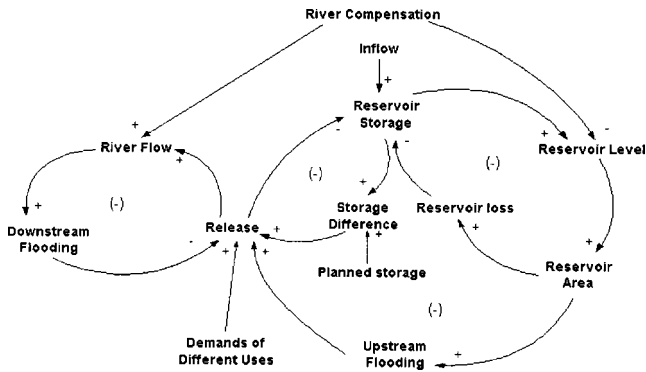 River Compensation
Inflow
+
+
Reservoir
Storage
-
-
+
-
River Flow
+
Reservoir Level
(-)
(-)
+
(-)
+
Storage
Difference
Reservoir loss
Downstream
Flooding
Release
+
+
+
-
+
+
+
Planned storage
Reservoir
Area
(-)
Demands of
Different Uses
Upstream
Flooding
+